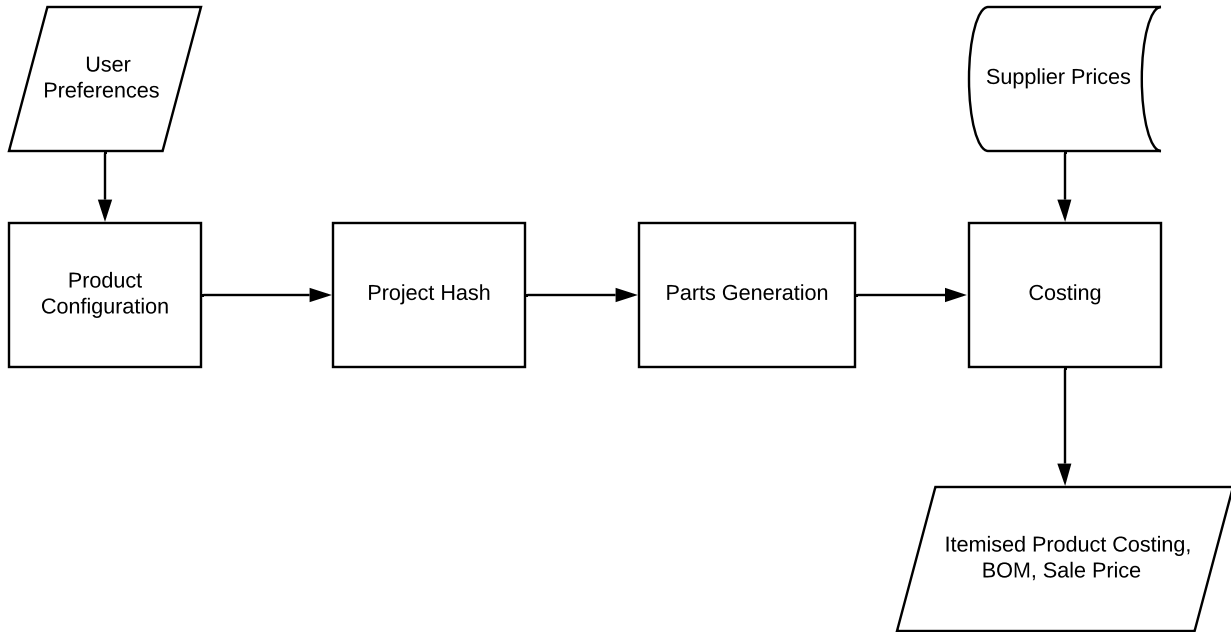 User
Preferences
Supplier Prices
Product
Configuration
Project Hash
Parts Generation
Costing
Itemised Product Costing,
BOM, Sale Price